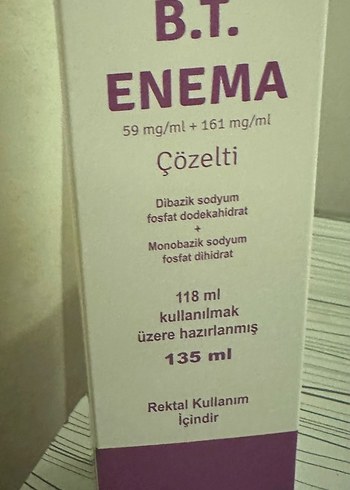 B.T.
ENEMA
59 mg/ml + 161 mg/ml
Çözelti
Dibazik sodyum
fosfat dodekahidrat
+
Monobazik sodyum
fosfat dihidrat
118 ml
kullanılmak
üzere hazırlanmış
135 ml
Rektal Kullanım
İçindir